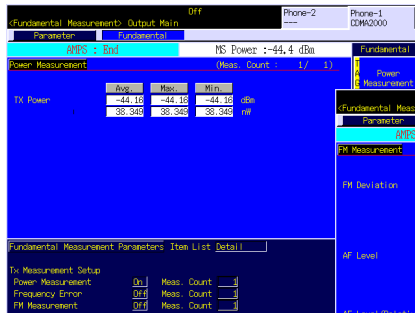 Off
Phone-2
Phone-1
<Fundamental Measurement> Output Main
---
CDMA2000
Parameter
Fundamental
AMPS : End
MS Power :-44.4 dBm
Fundamental
Power Measurement
(Meas. Count : 1/ 1)
Power
Measurement
Avg. Max. Min.
TX Power -44.16 -44.16 -44.16 dBm
38.349 38.349 38.349 nW
<Fundamental Meas
Parameter
AMPS
FM Measurement
FM Deviation
AF Level
Fundamental Measurement Parameters Item List Detail
Tx Measurement Setup
Power Measurement On Meas. Count 1
Frequency Error Off Meas. Count 1
FM Measurement Off Meas. Count 1